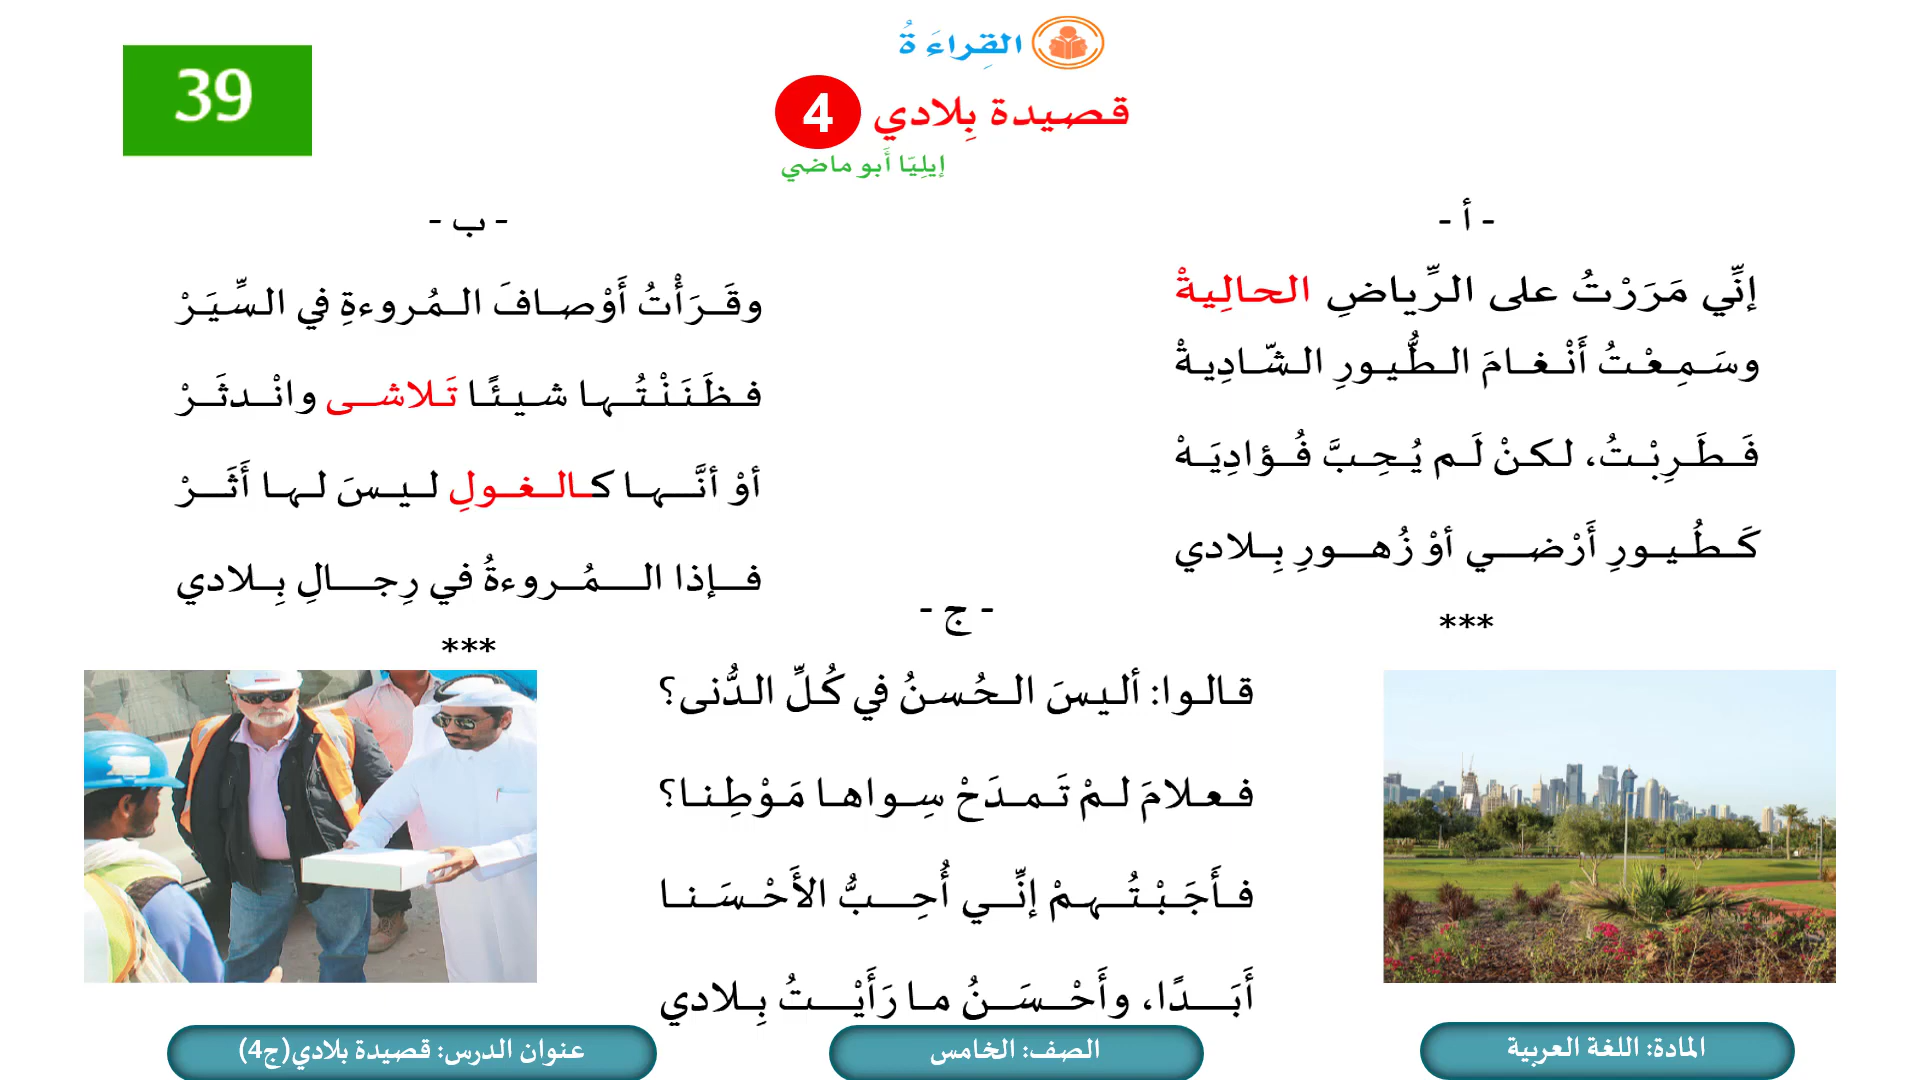 القِراءَةُ
39
قصيدة بِلادي 4
إيلِيَا أَبو ماضي
- أ -
إنِّي مَرَرْتُ على الرِّياضِ الحالِيةْ
وسَمِعْتُ أَنْغامَ الطُّيورِ الشّادِيةْ
فَطَرِبْتُ، لكنْ لَم يُحِبَّ فُؤادِيَهْ
كَطُيورِ أَرْضي أوْ زُهورِ بِلادي
***
- ب -
وقَرَأْتُ أَوْصافَ المُروءةِ في السِّيَرْ
فظَنَنْتُها شيئًا تَلاشى وانْدثَرْ
أوْ أنَّها كالغولِ ليسَ لها أَثَرْ
فإذا المُروءةُ في رِجالِ بِلادي
***
- ج -
قالوا: أليسَ الحُسنُ في كُلِّ الدُّنى؟
فعلامَ لمْ تَمدَحْ سِواها مَوْطِنا؟
فأَجَبْتُهمْ إنِّي أُحِبُّ الأَحْسَنا
أَبَدًا، وأَحْسَنُ ما رَأَيْتُ بِلادي
المادة: اللغة العربية
الصف: الخامس
عنوان الدرس: قصيدة بلادي(ج4)